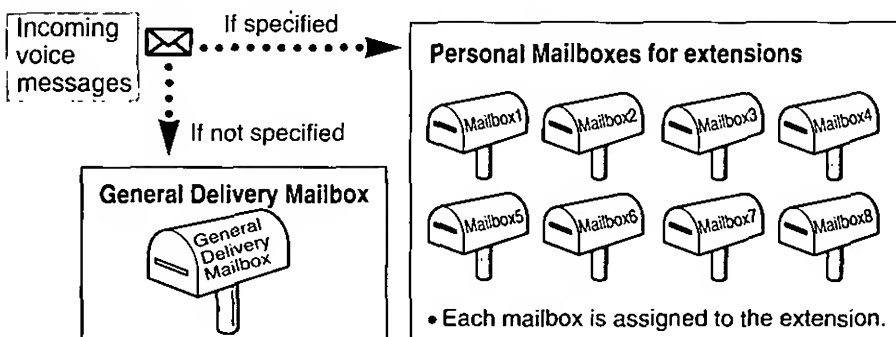 Incoming
voice
messages
If specified
If not specified
General Delivery Mailbox
General
Delivery
Mailbox
Personal Mailboxes for extensions
Mailbox1
Mailbox2
Mailbox3
Mailbox4
Mailbox5
Mailbox6
Mailbox7
Mailbox8
• Each mailbox is assigned to the extension.